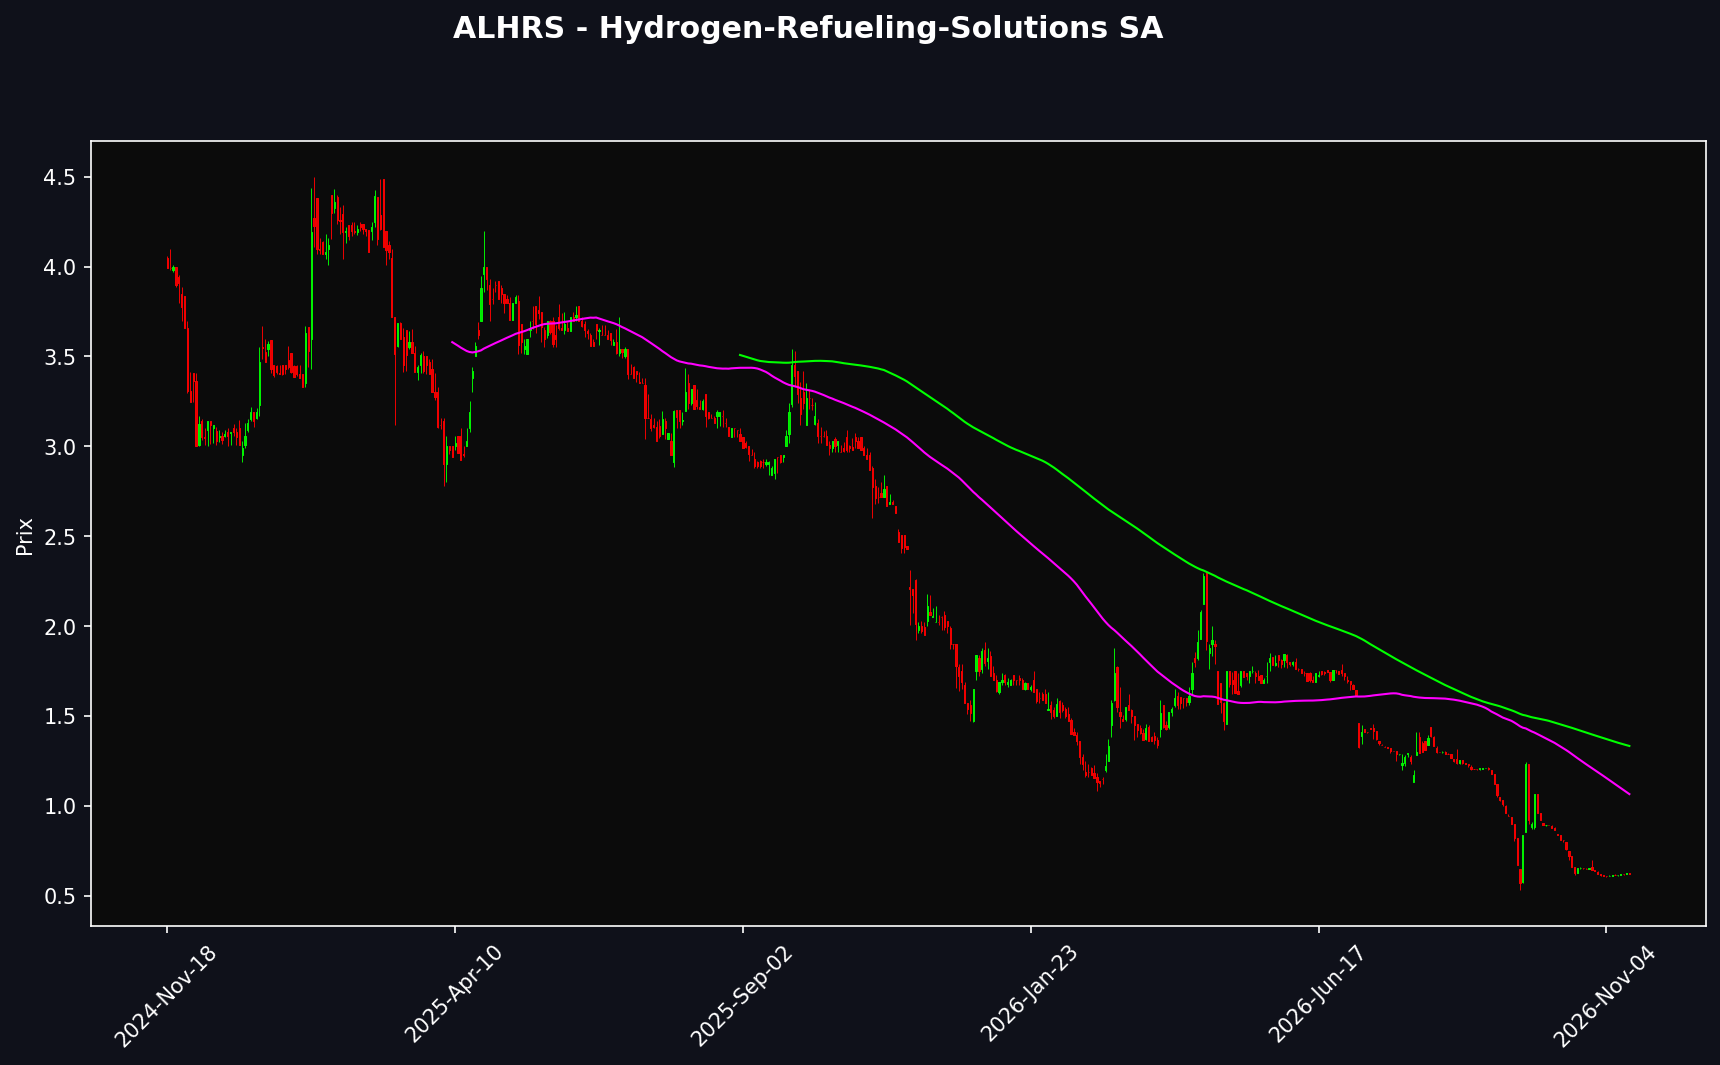 ALHRS - Hydrogen-Refueling-Solutions SA
Prix
4.5
4.0
3.5
3.0
2.5
2.0
1.5
1.0
0.5
2024-Nov-18
2025-Apr-10
2025-Sep-02
2026-Jan-23
2026-Jun-17
2026-Nov-04